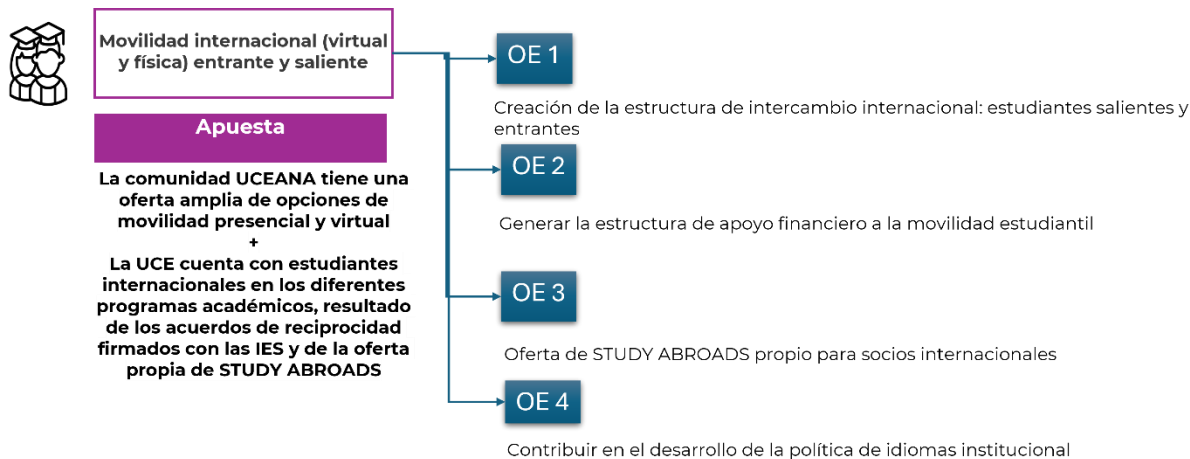 Movilidad internacional (virtual
y física) entrante y saliente
Apuesta
La comunidad UCEANA tiene una
oferta amplia de opciones de
movilidad presencial y virtual
+
La UCE cuenta con estudiantes
internacionales en los diferentes
programas académicos, resultado
de los acuerdos de reciprocidad
firmados con las IES y de la oferta
propia de STUDY ABROADS
OE 1
Creación de la estructura de intercambio internacional: estudiantes salientes y
entrantes
OE 2
Generar la estructura de apoyo financiero a la movilidad estudiantil
OE 3
Oferta de STUDY ABROADS propio para socios internacionales
OE 4
Contribuir en el desarrollo de la política de idiomas institucional